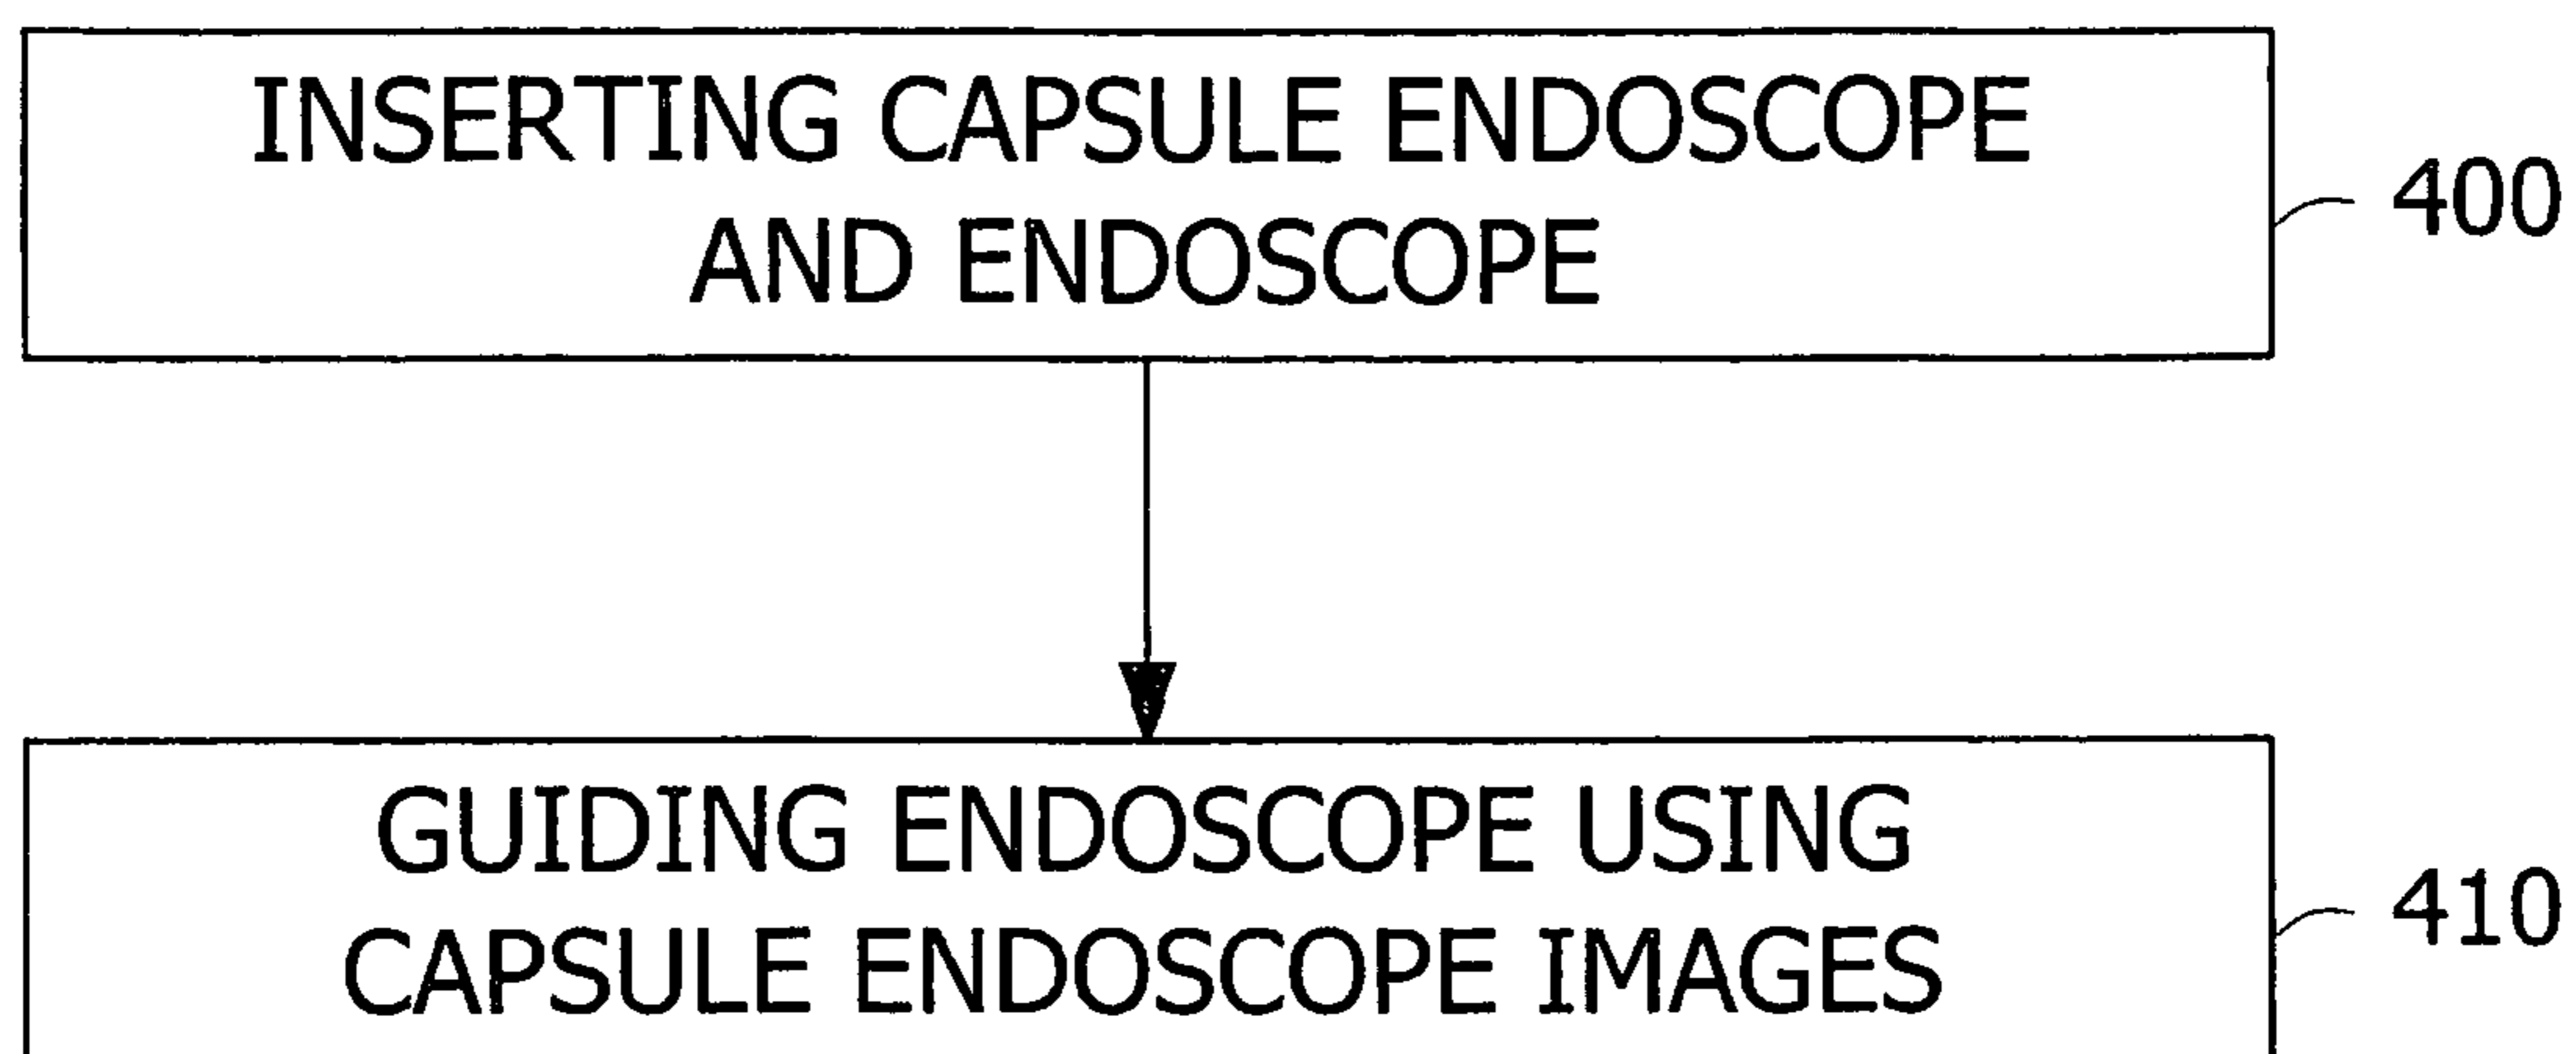 INSERTING CAPSULE ENDOSCOPE
AND ENDOSCOPE
400
GUIDING ENDOSCOPE USING
CAPSULE ENDOSCOPE IMAGES
410